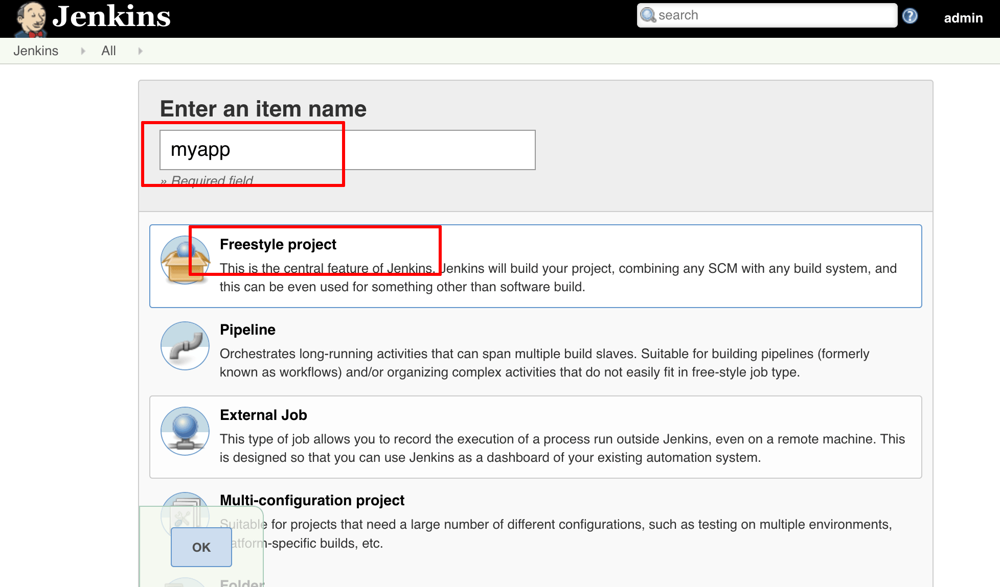 Jenkins
search
admin
Jenkins
All
Enter an item name
myapp
» Required field
Freestyle project
This is the central feature of Jenkins. Jenkins will build your project, combining any SCM with any build system, and
this can be even used for something other than software build.
Pipeline
Orchestrates long-running activities that can span multiple build slaves. Suitable for building pipelines (formerly
known as workflows) and/or organizing complex activities that do not easily fit in free-style job type.
External Job
This type of job allows you to record the execution of a process run outside Jenkins, even on a remote machine. This
is designed so that you can use Jenkins as a dashboard of your existing automation system.
Multi-configuration project
Suitable for projects that need a large number of different configurations, such as testing on multiple environments,
atform-specific builds, etc.
OK
Folder